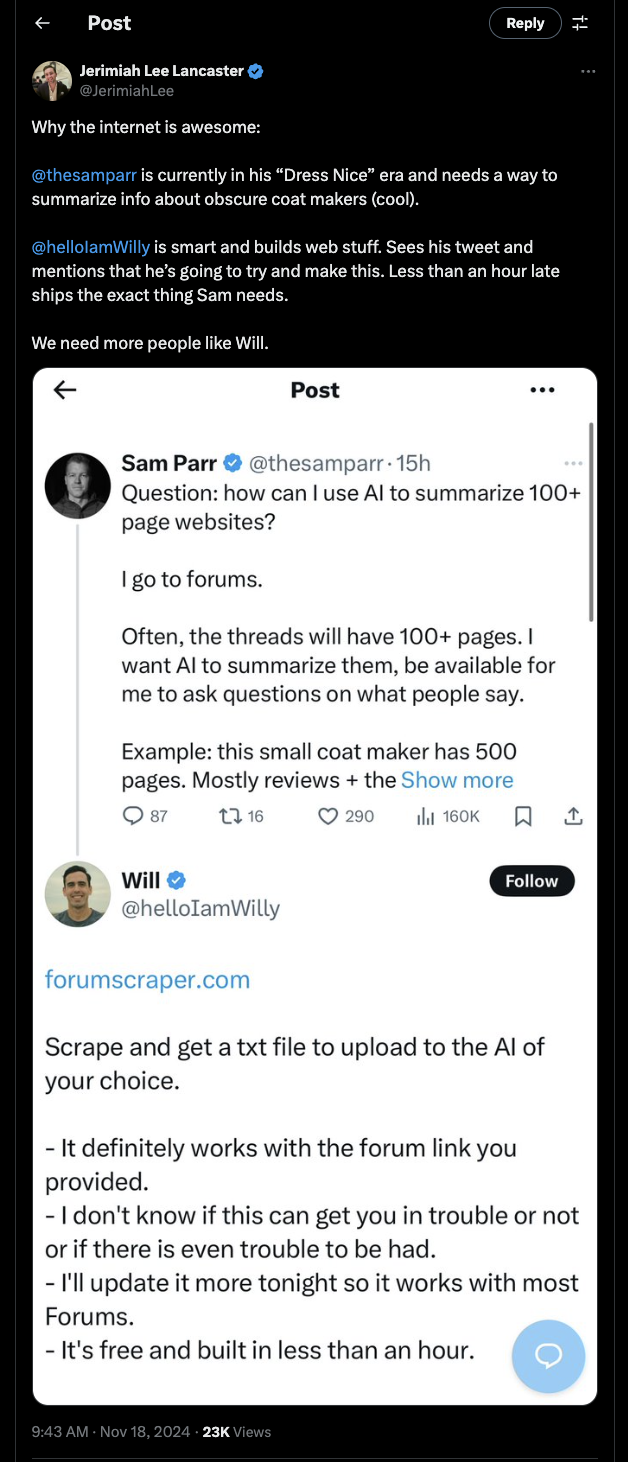 Post
Reply
Jerimiah Lee Lancaster
@JerimiahLee
Why the internet is awesome:
@thesamparr is currently in his “Dress Nice” era and needs a way to
summarize info about obscure coat makers (cool).
@helloIamWilly is smart and builds web stuff. Sees his tweet and
mentions that he’s going to try and make this. Less than an hour late
ships the exact thing Sam needs.
We need more people like Will.
Post
Sam Parr @thesamparr · 15h
Question: how can I use AI to summarize 100+
page websites?
I go to forums.
Often, the threads will have 100+ pages. I
want AI to summarize them, be available for
me to ask questions on what people say.
Example: this small coat maker has 500
pages. Mostly reviews + the Show more
87 16 290 160K
Will
@helloIamWilly
Follow
forumscraper.com
Scrape and get a txt file to upload to the AI of
your choice.
- It definitely works with the forum link you
provided.
- I don't know if this can get you in trouble or not
or if there is even trouble to be had.
- I'll update it more tonight so it works with most
Forums.
- It's free and built in less than an hour.
9:43 AM · Nov 18, 2024 · 23K Views